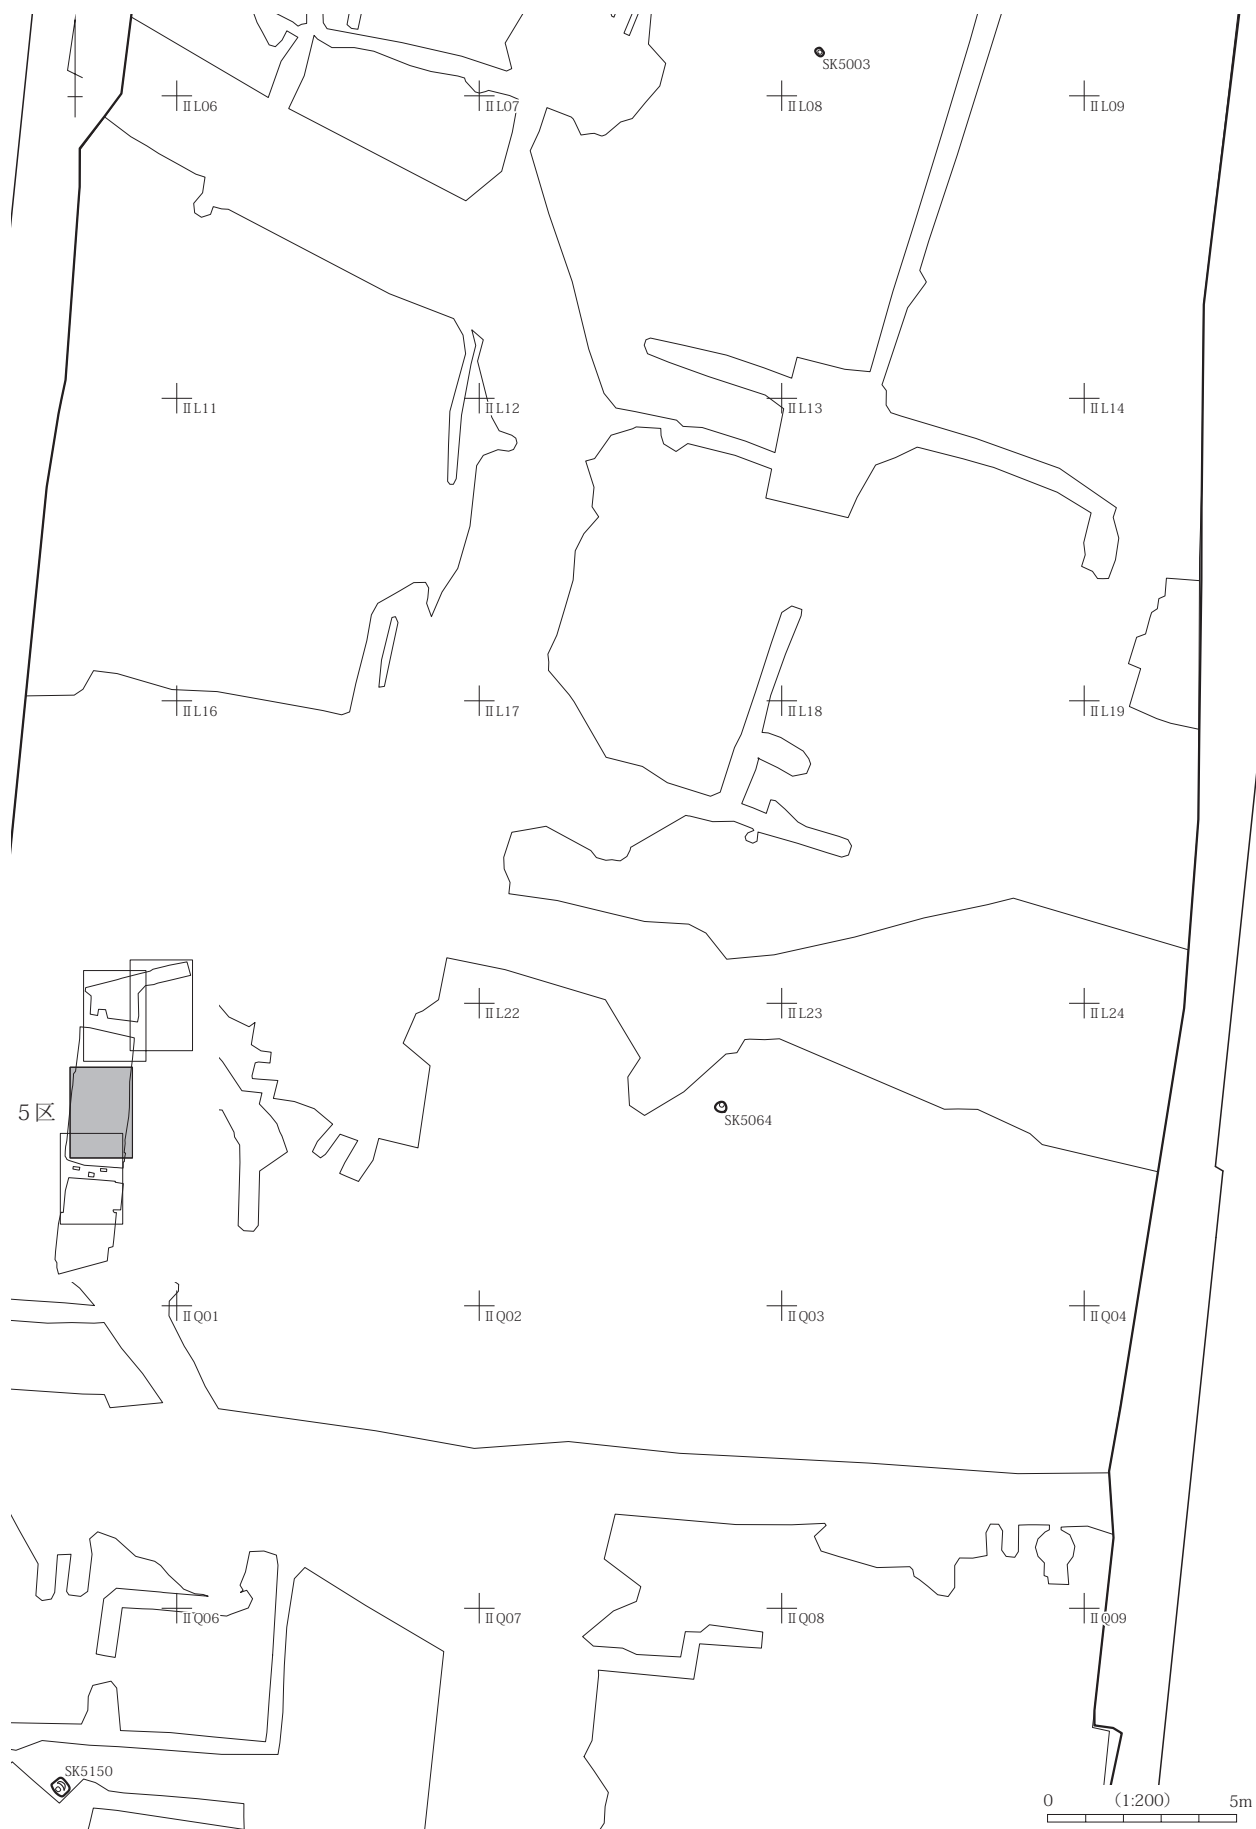 SK5003
ⅡL06
ⅡL07
ⅡL08
ⅡL09
ⅡL11
ⅡL12
ⅡL13
ⅡL14
ⅡL16
ⅡL17
ⅡL18
ⅡL19
ⅡL22
ⅡL23
ⅡL24
5区
SK5064
ⅡQ01
ⅡQ02
ⅡQ03
ⅡQ04
ⅡQ06
ⅡQ07
ⅡQ08
ⅡQ09
SK5150
0 (1:200) 5m